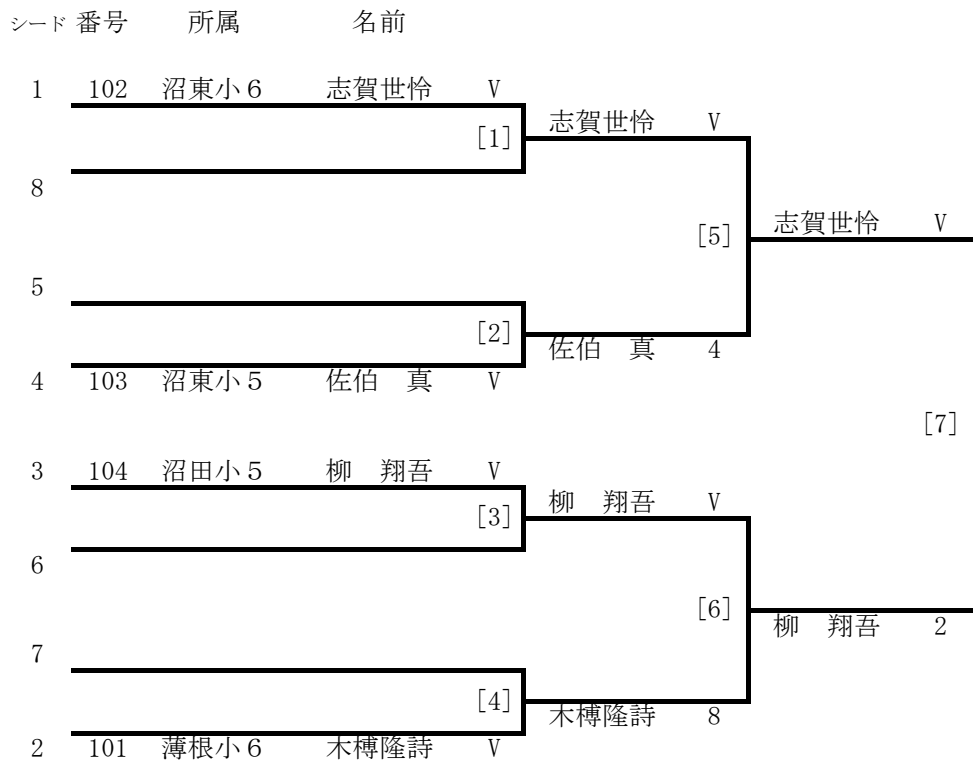 シード 番号 所属 名前
1 102 沼東小６ 志賀世怜 V
志賀世怜 V
[1]
8
志賀世怜 V
[5]
5
[2]
佐伯 真 4
4 103 沼東小５ 佐伯 真 V
[7]
3 104 沼田小５ 柳 翔吾 V
柳 翔吾 V
[3]
6
[6]
柳 翔吾 2
7
[4]
木榑隆詩 8
2 101 薄根小６ 木榑隆詩 V